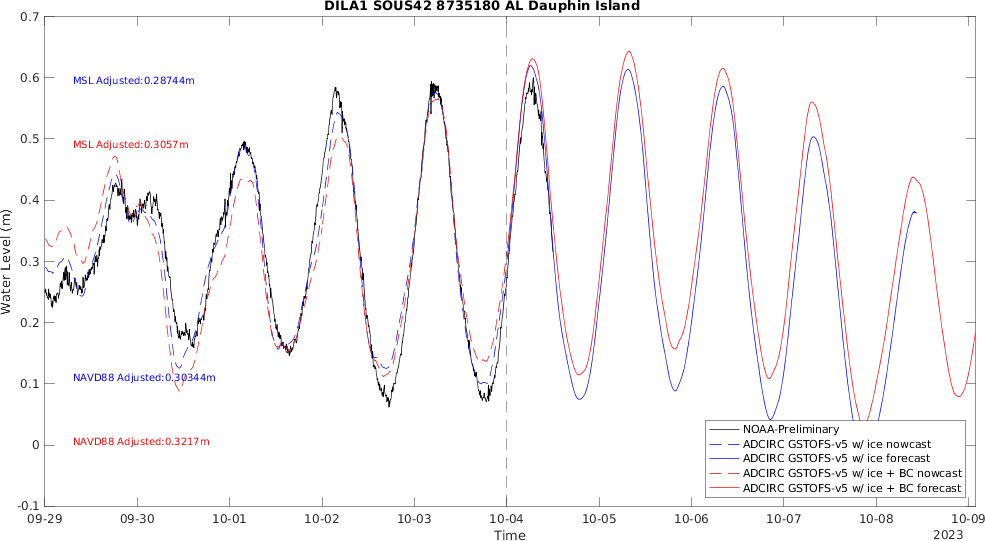 DILA1 SOUS42 8735180 AL Dauphin Island
0.7
0.6
0.5
0.4
0.3
0.2
0.1
0
-0.1
Water Level (m)
MSL Adjusted:0.28744m
MSL Adjusted:0.3057m
NAVD88 Adjusted:0.30344m
NAVD88 Adjusted:0.3217m
NOAA-Preliminary
ADCIRC GSTOFS-v5 w/ ice nowcast
ADCIRC GSTOFS-v5 w/ ice forecast
ADCIRC GSTOFS-v5 w/ ice + BC nowcast
ADCIRC GSTOFS-v5 w/ ice + BC forecast
09-29 09-30 10-01 10-02 10-03 10-04 10-05 10-06 10-07 10-08 10-09
Time
2023